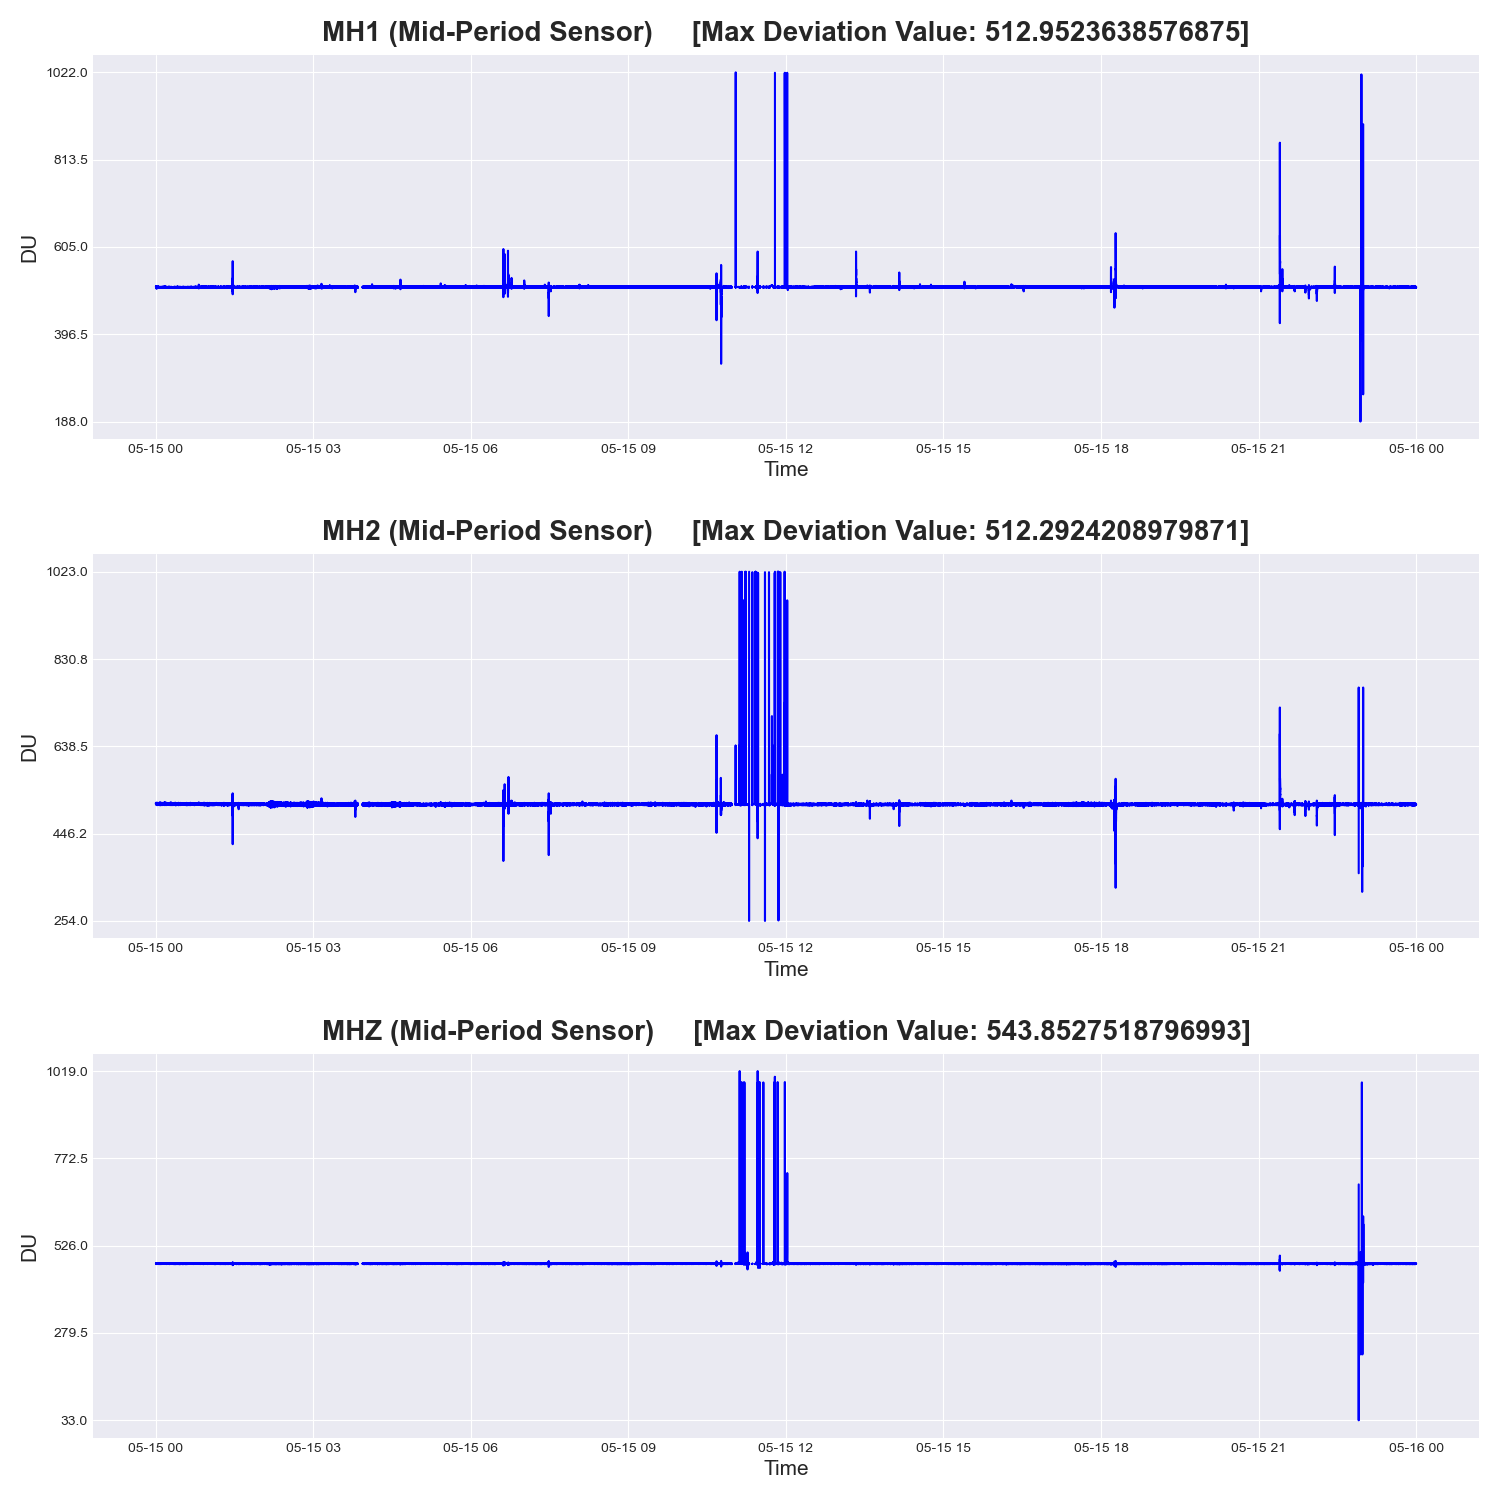 MH1 (Mid-Period Sensor) [Max Deviation Value: 512.9523638576875]
1022.0
813.5
605.0
396.5
188.0
DU
05-15 00 05-15 03 05-15 06 05-15 09 05-15 12 05-15 15 05-15 18 05-15 21 05-16 00
Time
MH2 (Mid-Period Sensor) [Max Deviation Value: 512.2924208979871]
1023.0
830.8
638.5
446.2
254.0
DU
05-15 00 05-15 03 05-15 06 05-15 09 05-15 12 05-15 15 05-15 18 05-15 21 05-16 00
Time
MHZ (Mid-Period Sensor) [Max Deviation Value: 543.8527518796993]
1019.0
772.5
526.0
279.5
33.0
DU
05-15 00 05-15 03 05-15 06 05-15 09 05-15 12 05-15 15 05-15 18 05-15 21 05-16 00
Time